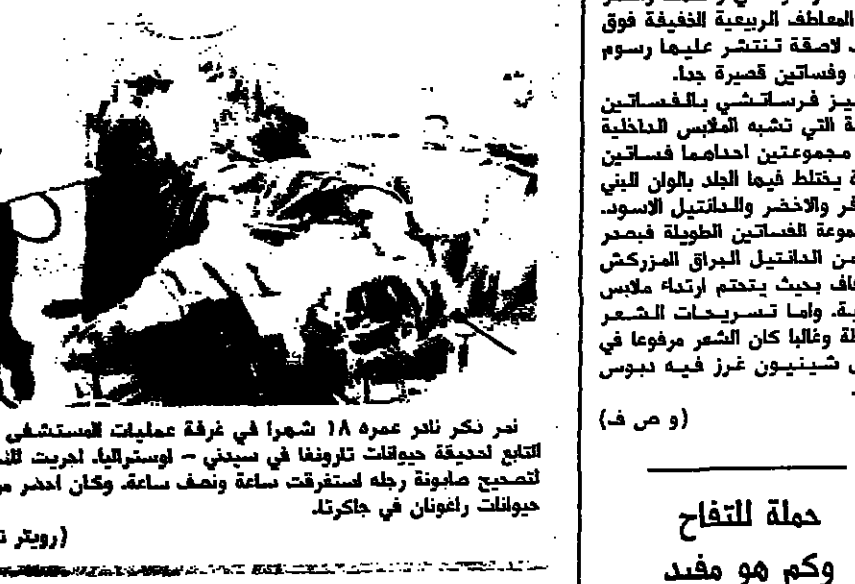 المعاطف الربيعية الخفيفة فوق
لاصقة تنتشر عليها رسوم
وفساتين قصيرة جدا.
فرساتشي بالفساتين
التي تشبه الملابس الداخلية
مجموعتين احداهما فساتين
يختلط فيها الجلد بالوان البني
والاخضر والدانتيل الاسود.
الفساتين الطويلة فبصدر
من الدانتيل البراق المزركش
بحيث يتحتم ارتداء ملابس
واما تسريحات الشعر
وغالبا كان الشعر مرفوعا في
شينيون غرز فيه دبوس
(و ص ف)
حملة للتفاح
وكم هو مفيد
نمر ذكر نادر عمره ١٨ شهرا في غرفة عمليات المستشفى
التابع لحديقة حيوانات تارونغا في سيدني - اوستراليا. اجريت
لتصحيح صابونة رجله استغرقت ساعة ونصف ساعة. وكان احضر
حيوانات راغونان في جاكرتا.
(رويتر